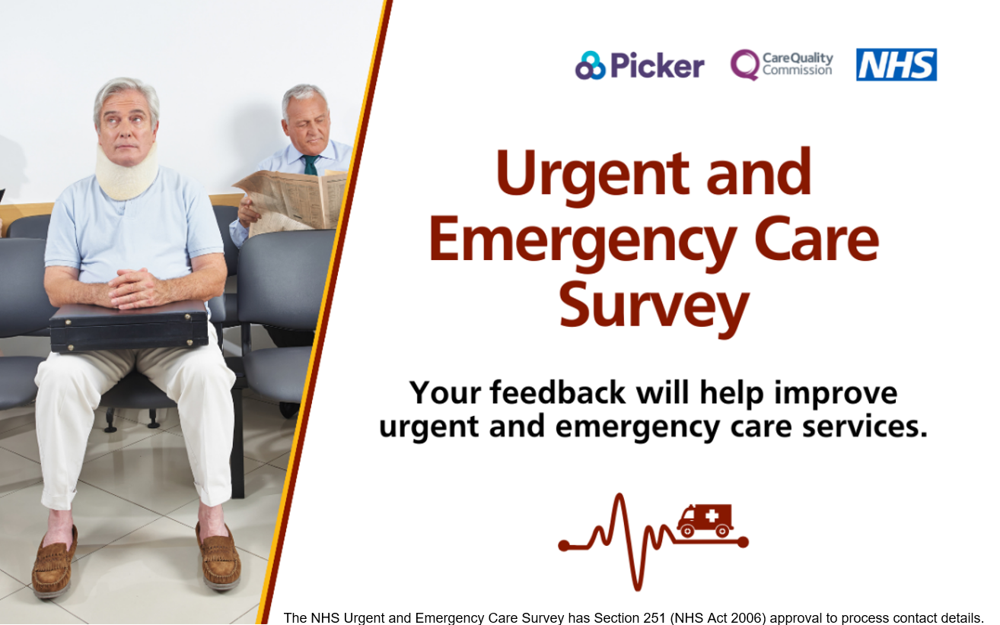 Picker
CareQuality
Commission
NHS
Urgent and
Emergency Care
Survey
Your feedback will help improve
urgent and emergency care services.
The NHS Urgent and Emergency Care Survey has Section 251 (NHS Act 2006) approval to process contact details.